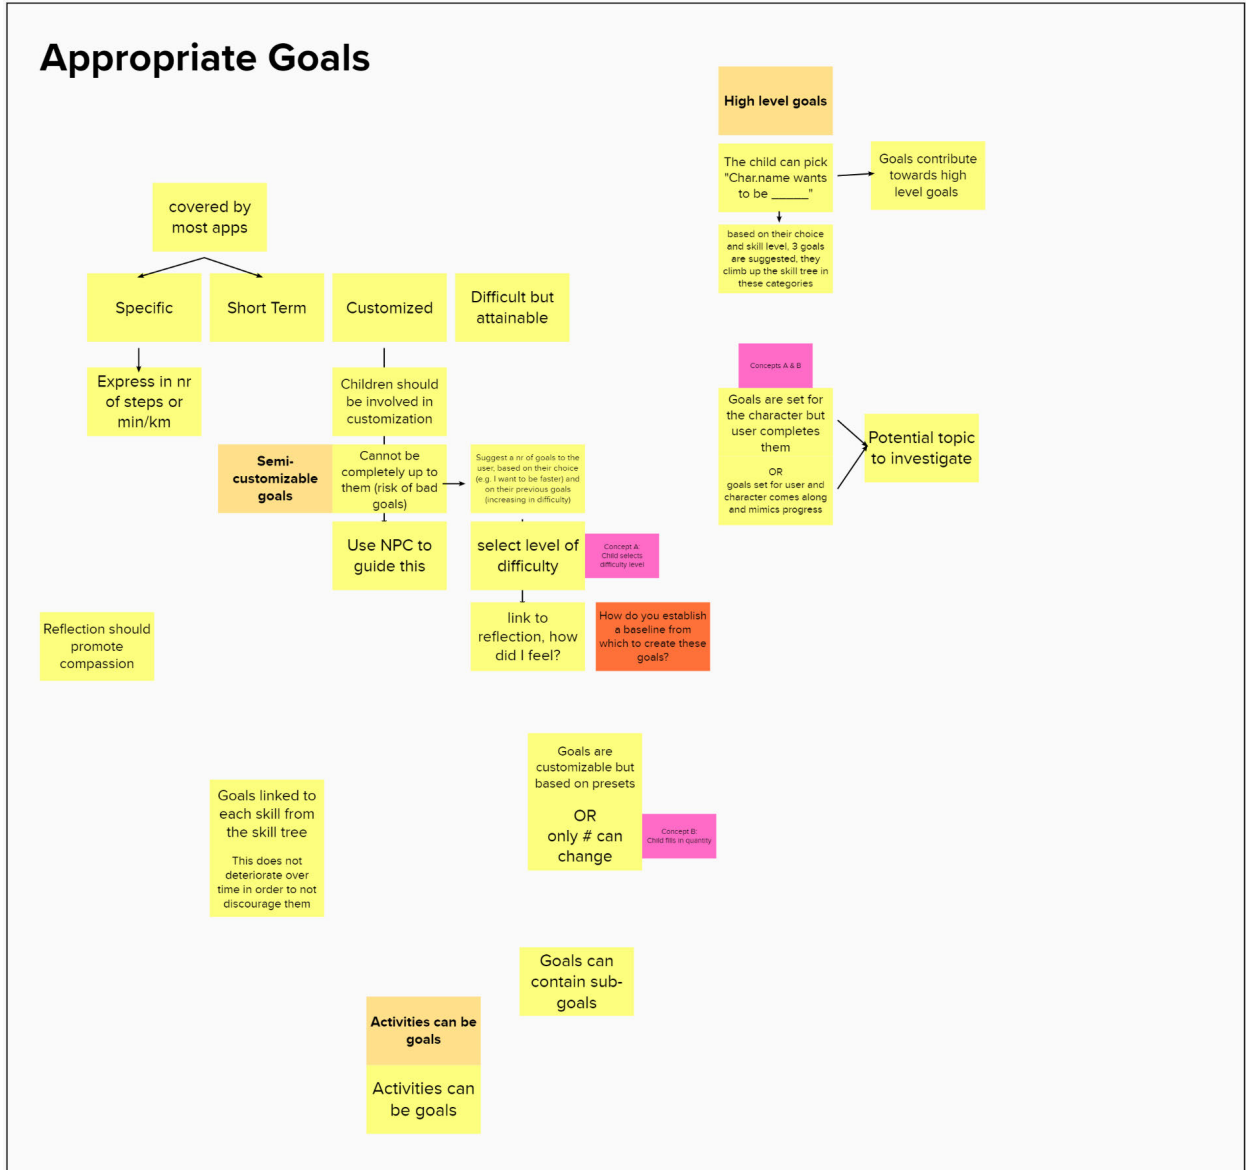 Appropriate Goals
High level goals
The child can pick
"Char.name wants
to be _____"
Goals contribute
towards high
level goals
based on their choice
and skill level, 3 goals
are suggested, they
climb up the skill tree in
these categories
covered by
most apps
Specific
Short Term
Customized
Difficult but
attainable
Express in nr
of steps or
min/km
Children should
be involved in
customization
Semi-
customizable
goals
Cannot be
completely up to
them (risk of bad
goals)
Suggest a nr of goals to the
user, based on their choice
(e.g. I want to be faster) and
on their previous goals
(increasing in difficulty)
Use NPC to
guide this
select level of
difficulty
Concept A:
Child selects
difficulty level
link to
reflection, how
did I feel?
How do you establish
a baseline from
which to create these
goals?
Concepts A & B
Goals are set for
the character but
user completes
them
OR
goals set for user and
character comes along
and mimics progress
Potential topic
to investigate
Reflection should
promote
compassion
Goals linked to
each skill from
the skill tree
This does not
deteriorate over
time in order to not
discourage them
Goals are
customizable but
based on presets
OR
only # can
change
Concept B:
Child fills in quantity
Goals can
contain sub-
goals
Activities can be
goals
Activities can
be goals